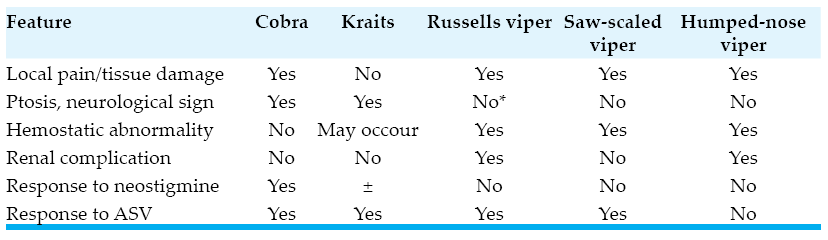 Feature Cobra Kraits Russells viper Saw-scaled viper Humped-nose viper
Local pain/tissue damage Yes No Yes Yes Yes
Ptosis, neurological sign Yes Yes No* No No
Hemostatic abnormality No May occour Yes Yes Yes
Renal complication No No Yes No Yes
Response to neostigmine Yes ± No No No
Response to ASV Yes Yes Yes Yes No